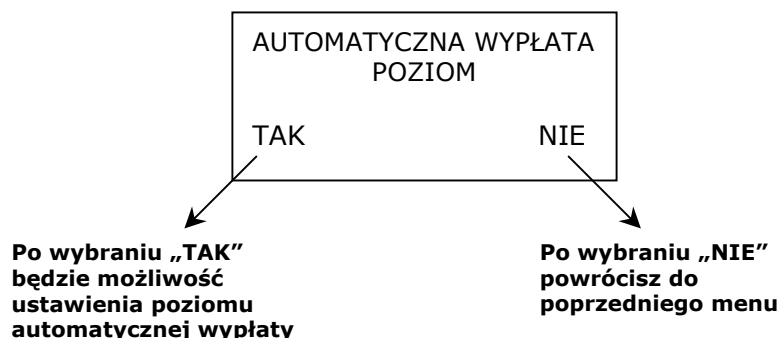 AUTOMATYCZNA WYPŁATA
POZIOM
TAK
NIE
Po wybraniu „TAK”
będzie możliwość
ustawienia poziomu
automatycznej wypłaty
Po wybraniu „NIE”
powrócisz do
poprzedniego menu